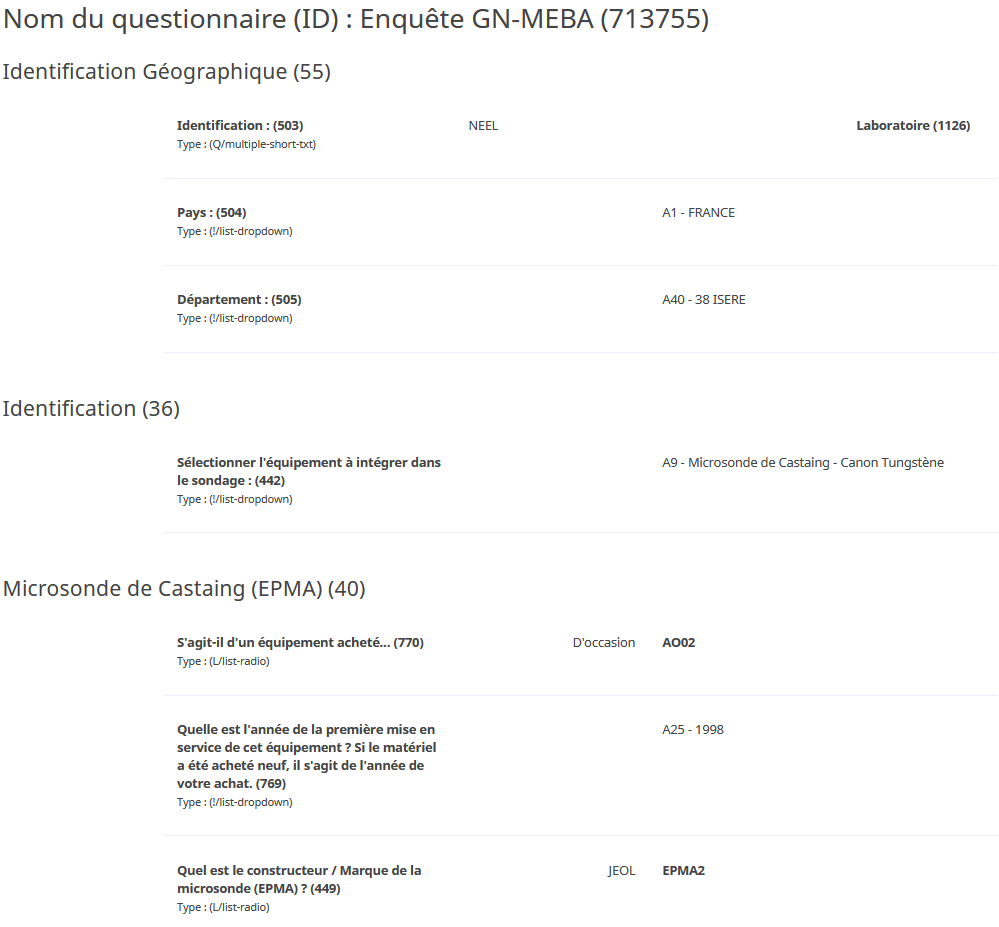 Nom du questionnaire (ID) : Enquête GN-MEBA (713755)
Identification Géographique (55)
Identification : (503) NEEL Laboratoire (1126)
Type : (Q/multiple-short-txt)
Pays : (504) A1 - FRANCE
Type : (!/list-dropdown)
Département : (505) A40 - 38 ISERE
Type : (!/list-dropdown)
Identification (36)
Sélectionner l'équipement à intégrer dans A9 - Microsonde de Castaing - Canon Tungstène
le sondage : (442)
Type : (!/list-dropdown)
Microsonde de Castaing (EPMA) (40)
S'agit-il d'un équipement acheté... (770) D'occasion AO02
Type : (L/list-radio)
Quelle est l'année de la première mise en A25 - 1998
service de cet équipement ? Si le matériel
a été acheté neuf, il s'agit de l'année de
votre achat. (769)
Type : (!/list-dropdown)
Quel est le constructeur / Marque de la JEOL EPMA2
microsonde (EPMA) ? (449)
Type : (L/list-radio)